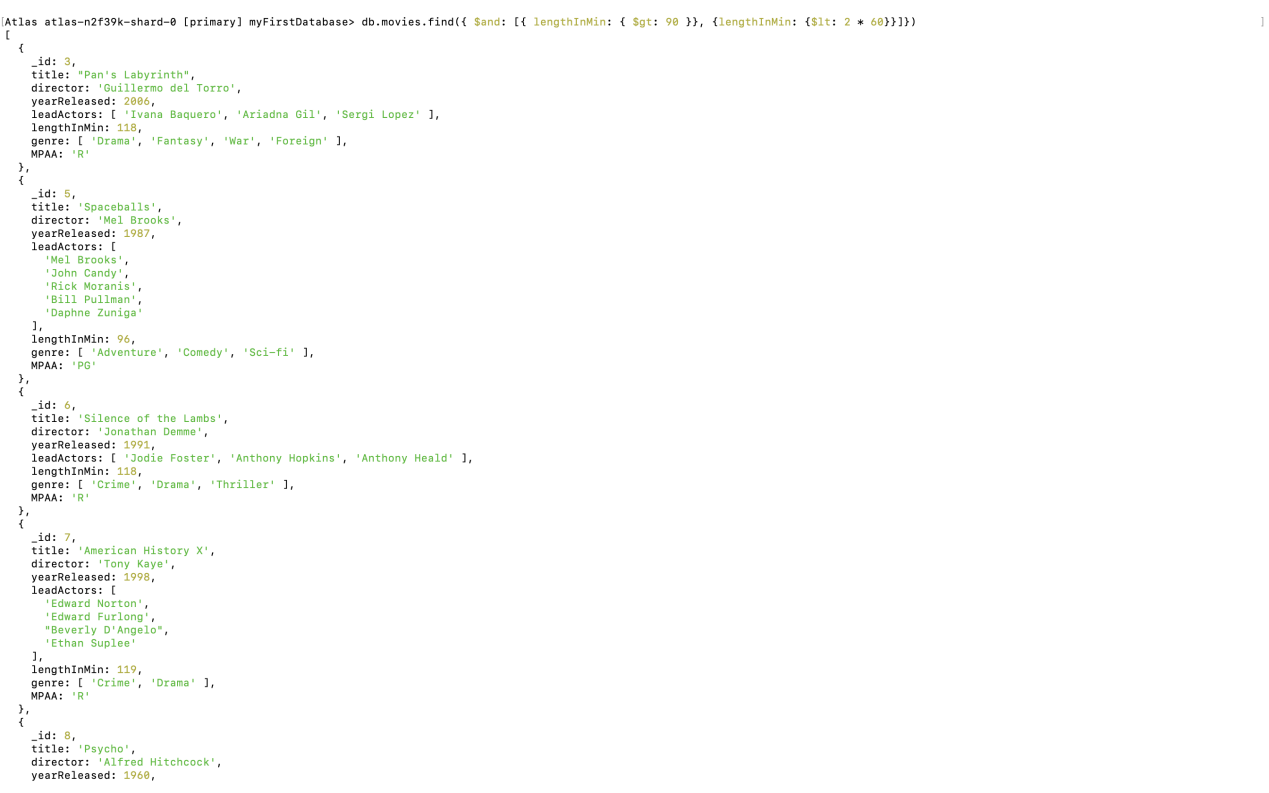 [Atlas atlas-n2f39k-shard-0 [primary] myFirstDatabase> db.movies.find({ $and: [{ lengthInMin: { $gt: 90 }}, {lengthInMin: {$lt: 2 * 60}}]}) ]
[
  {
    _id: 3,
    title: "Pan's Labyrinth",
    director: 'Guillermo del Torro',
    yearReleased: 2006,
    leadActors: [ 'Ivana Baquero', 'Ariadna Gil', 'Sergi Lopez' ],
    lengthInMin: 118,
    genre: [ 'Drama', 'Fantasy', 'War', 'Foreign' ],
    MPAA: 'R'
  },
  {
    _id: 5,
    title: 'Spaceballs',
    director: 'Mel Brooks',
    yearReleased: 1987,
    leadActors: [
      'Mel Brooks',
      'John Candy',
      'Rick Moranis',
      'Bill Pullman',
      'Daphne Zuniga'
    ],
    lengthInMin: 96,
    genre: [ 'Adventure', 'Comedy', 'Sci-fi' ],
    MPAA: 'PG'
  },
  {
    _id: 6,
    title: 'Silence of the Lambs',
    director: 'Jonathan Demme',
    yearReleased: 1991,
    leadActors: [ 'Jodie Foster', 'Anthony Hopkins', 'Anthony Heald' ],
    lengthInMin: 118,
    genre: [ 'Crime', 'Drama', 'Thriller' ],
    MPAA: 'R'
  },
  {
    _id: 7,
    title: 'American History X',
    director: 'Tony Kaye',
    yearReleased: 1998,
    leadActors: [
      'Edward Norton',
      'Edward Furlong',
      "Beverly D'Angelo",
      'Ethan Suplee'
    ],
    lengthInMin: 119,
    genre: [ 'Crime', 'Drama' ],
    MPAA: 'R'
  },
  {
    _id: 8,
    title: 'Psycho',
    director: 'Alfred Hitchcock',
    yearReleased: 1960,